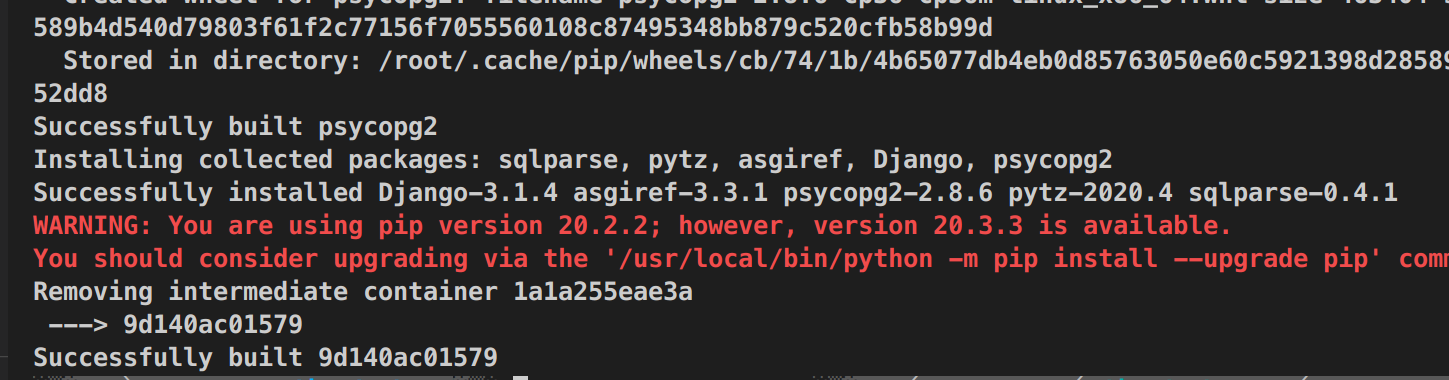 589b4d540d79803f61f2c77156f7055560108c87495348bb879c520cfb58b99d
  Stored in directory: /root/.cache/pip/wheels/cb/74/1b/4b65077db4eb0d85763050e60c5921398d28589
52dd8
Successfully built psycopg2
Installing collected packages: sqlparse, pytz, asgiref, Django, psycopg2
Successfully installed Django-3.1.4 asgiref-3.3.1 psycopg2-2.8.6 pytz-2020.4 sqlparse-0.4.1
WARNING: You are using pip version 20.2.2; however, version 20.3.3 is available.
You should consider upgrading via the '/usr/local/bin/python -m pip install --upgrade pip' comm
Removing intermediate container 1a1a255eae3a
 ---> 9d140ac01579
Successfully built 9d140ac01579